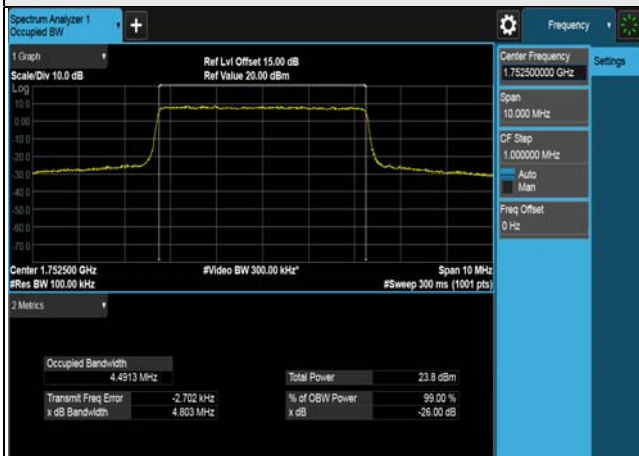 Spectrum Analyzer 1
Occupied BW
+
Frequency
1 Graph
Scale/Div 10.0 dB
Ref Lvl Offset 15.00 dB
Ref Value 20.00 dBm
Log
10.0
0.00
-10.0
-20.0
-30.0
-40.0
-50.0
-60.0
-70.0
Center 1.752500 GHz
#Video BW 300.00 kHz*
Span 10 MHz
#Res BW 100.00 kHz
#Sweep 300 ms (1001 pts)
2 Metrics
Occupied Bandwidth
4.4913 MHz
Total Power 23.8 dBm
Transmit Freq Error -2.702 kHz
% of OBW Power 99.00 %
x dB Bandwidth 4.803 MHz
x dB -26.00 dB
Center Frequency
1.752500000 GHz
Settings
Span
10.000 MHz
CF Step
1.000000 MHz
Auto
Man
Freq Offset
0 Hz